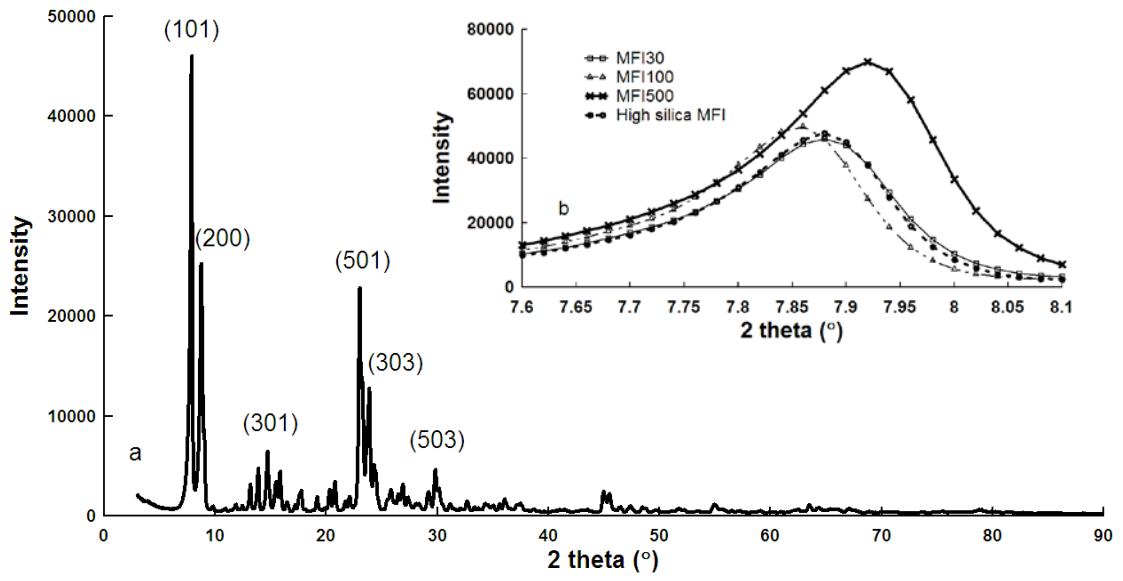 50000
40000
30000
20000
10000
0
Intensity
(101)
(200)
(301)
(501)
(303)
(503)
a
0 10 20 30 40 50 60 70 80 90
2 theta (°)
80000
60000
40000
20000
0
Intensity
MFI30
MFI100
MFI500
High silica MFI
b
7.6 7.65 7.7 7.75 7.8 7.85 7.9 7.95 8 8.05 8.1
2 theta (°)